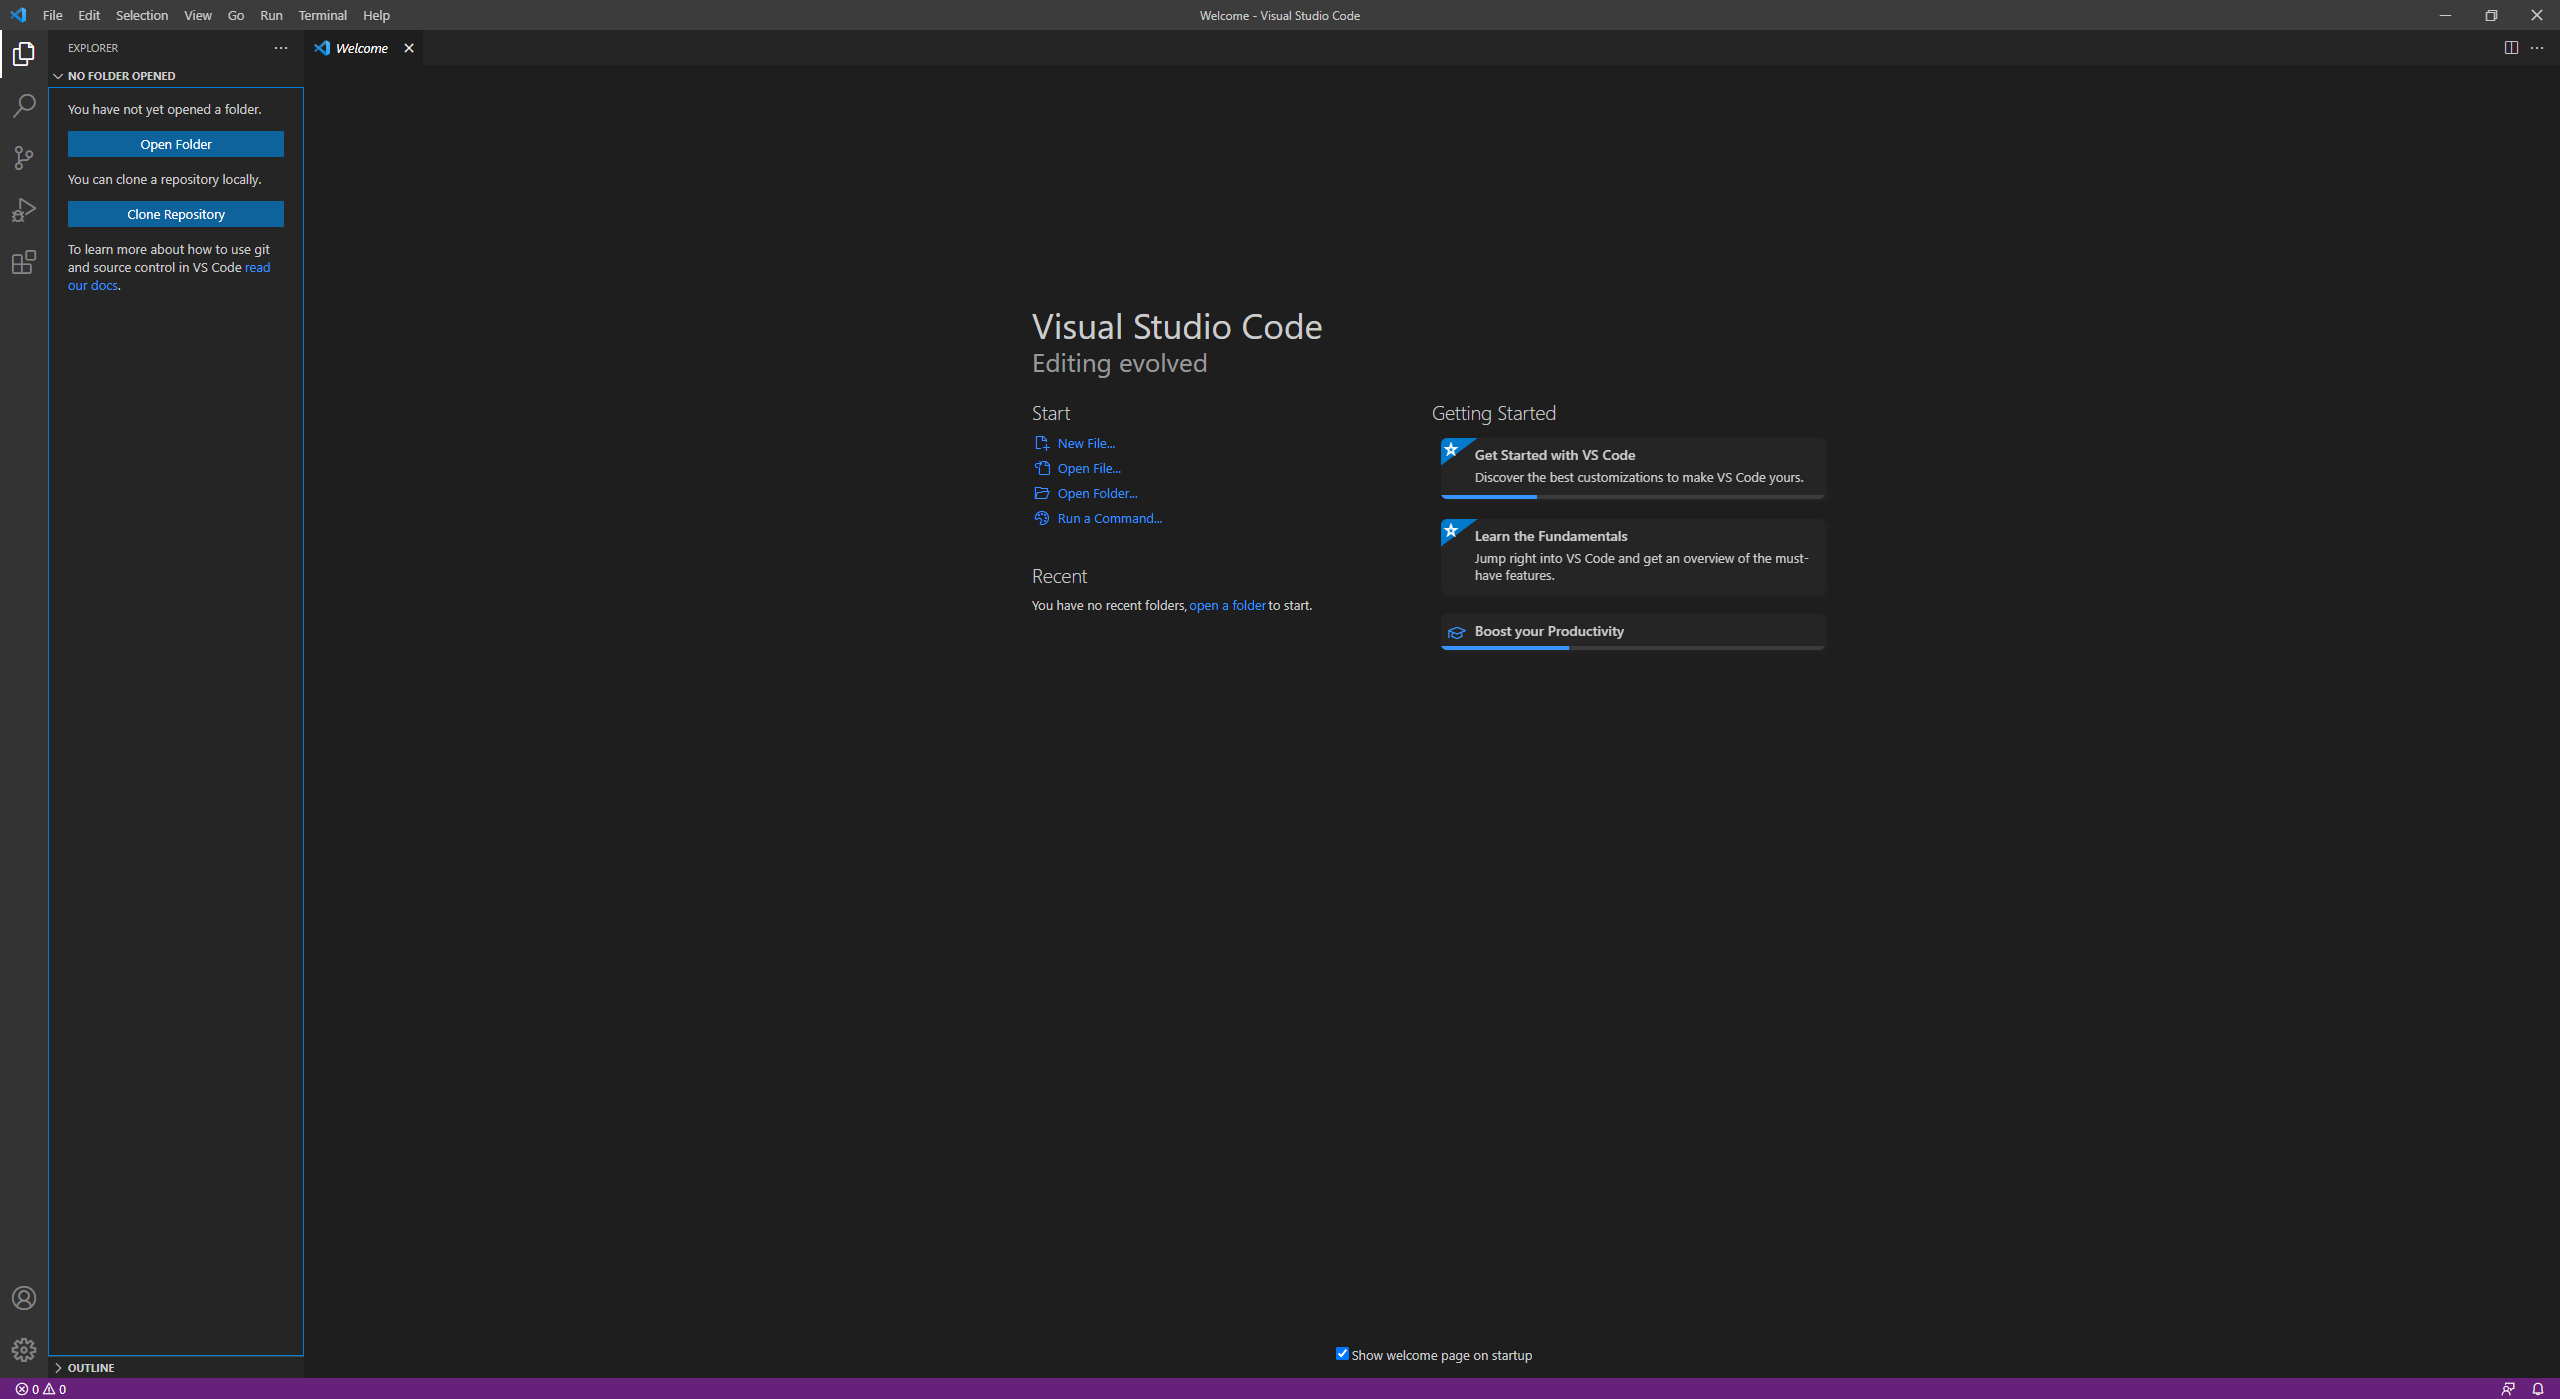 File Edit Selection View Go Run Terminal Help
Welcome - Visual Studio Code
EXPLORER
Welcome
NO FOLDER OPENED
You have not yet opened a folder.
Open Folder
You can clone a repository locally.
Clone Repository
To learn more about how to use git
and source control in VS Code read
our docs.
Visual Studio Code
Editing evolved
Start
New File...
Open File...
Open Folder...
Run a Command...
Recent
You have no recent folders, open a folder to start.
Getting Started
Get Started with VS Code
Discover the best customizations to make VS Code yours.
Learn the Fundamentals
Jump right into VS Code and get an overview of the must-
have features.
Boost your Productivity
Show welcome page on startup
OUTLINE
0 0